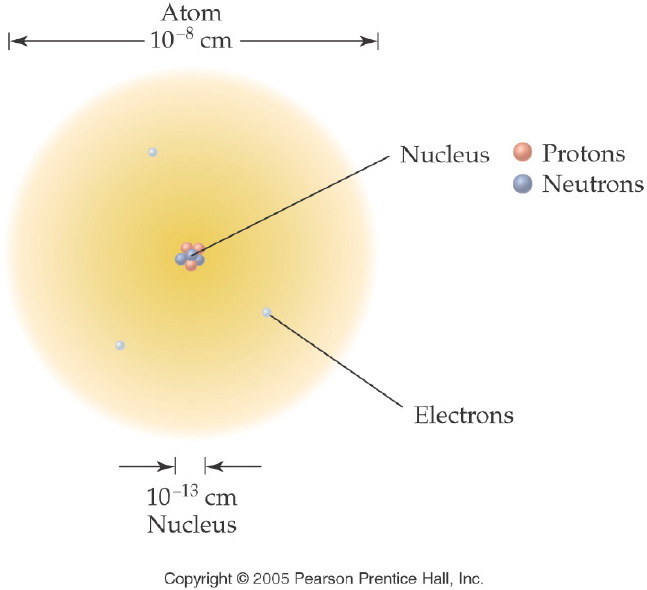 Atom
10⁻⁸ cm
Nucleus
Protons
Neutrons
Electrons
10⁻¹³ cm
Nucleus
Copyright © 2005 Pearson Prentice Hall, Inc.